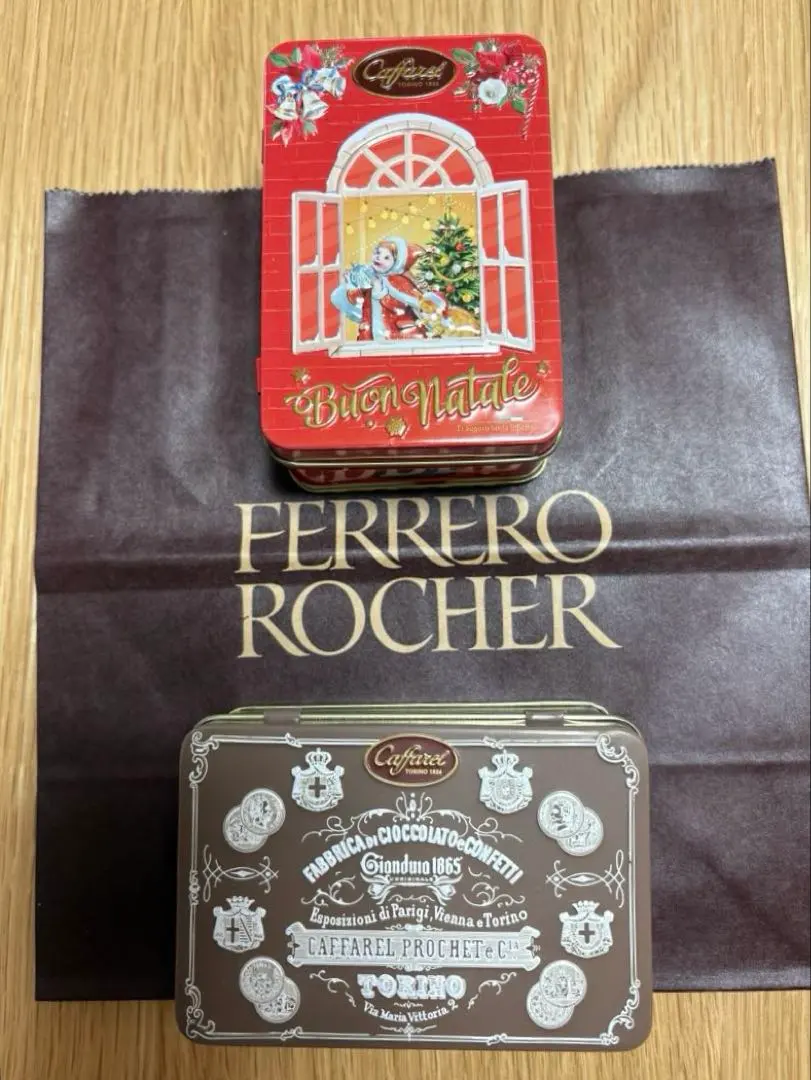 Caffarel
TORINO 1826
Buon Natale
FERRERO
ROCHER
Caffarel
TORINO 1826
FABBRICA DI CIOCCOLATO e CONFETTI
Gianduia 1865
L'ORIGINALE
Esposizioni di Parigi, Vienna e Torino
CAFFAREL PROCHET e Cia
TORINO
Via Maria Vittoria 2